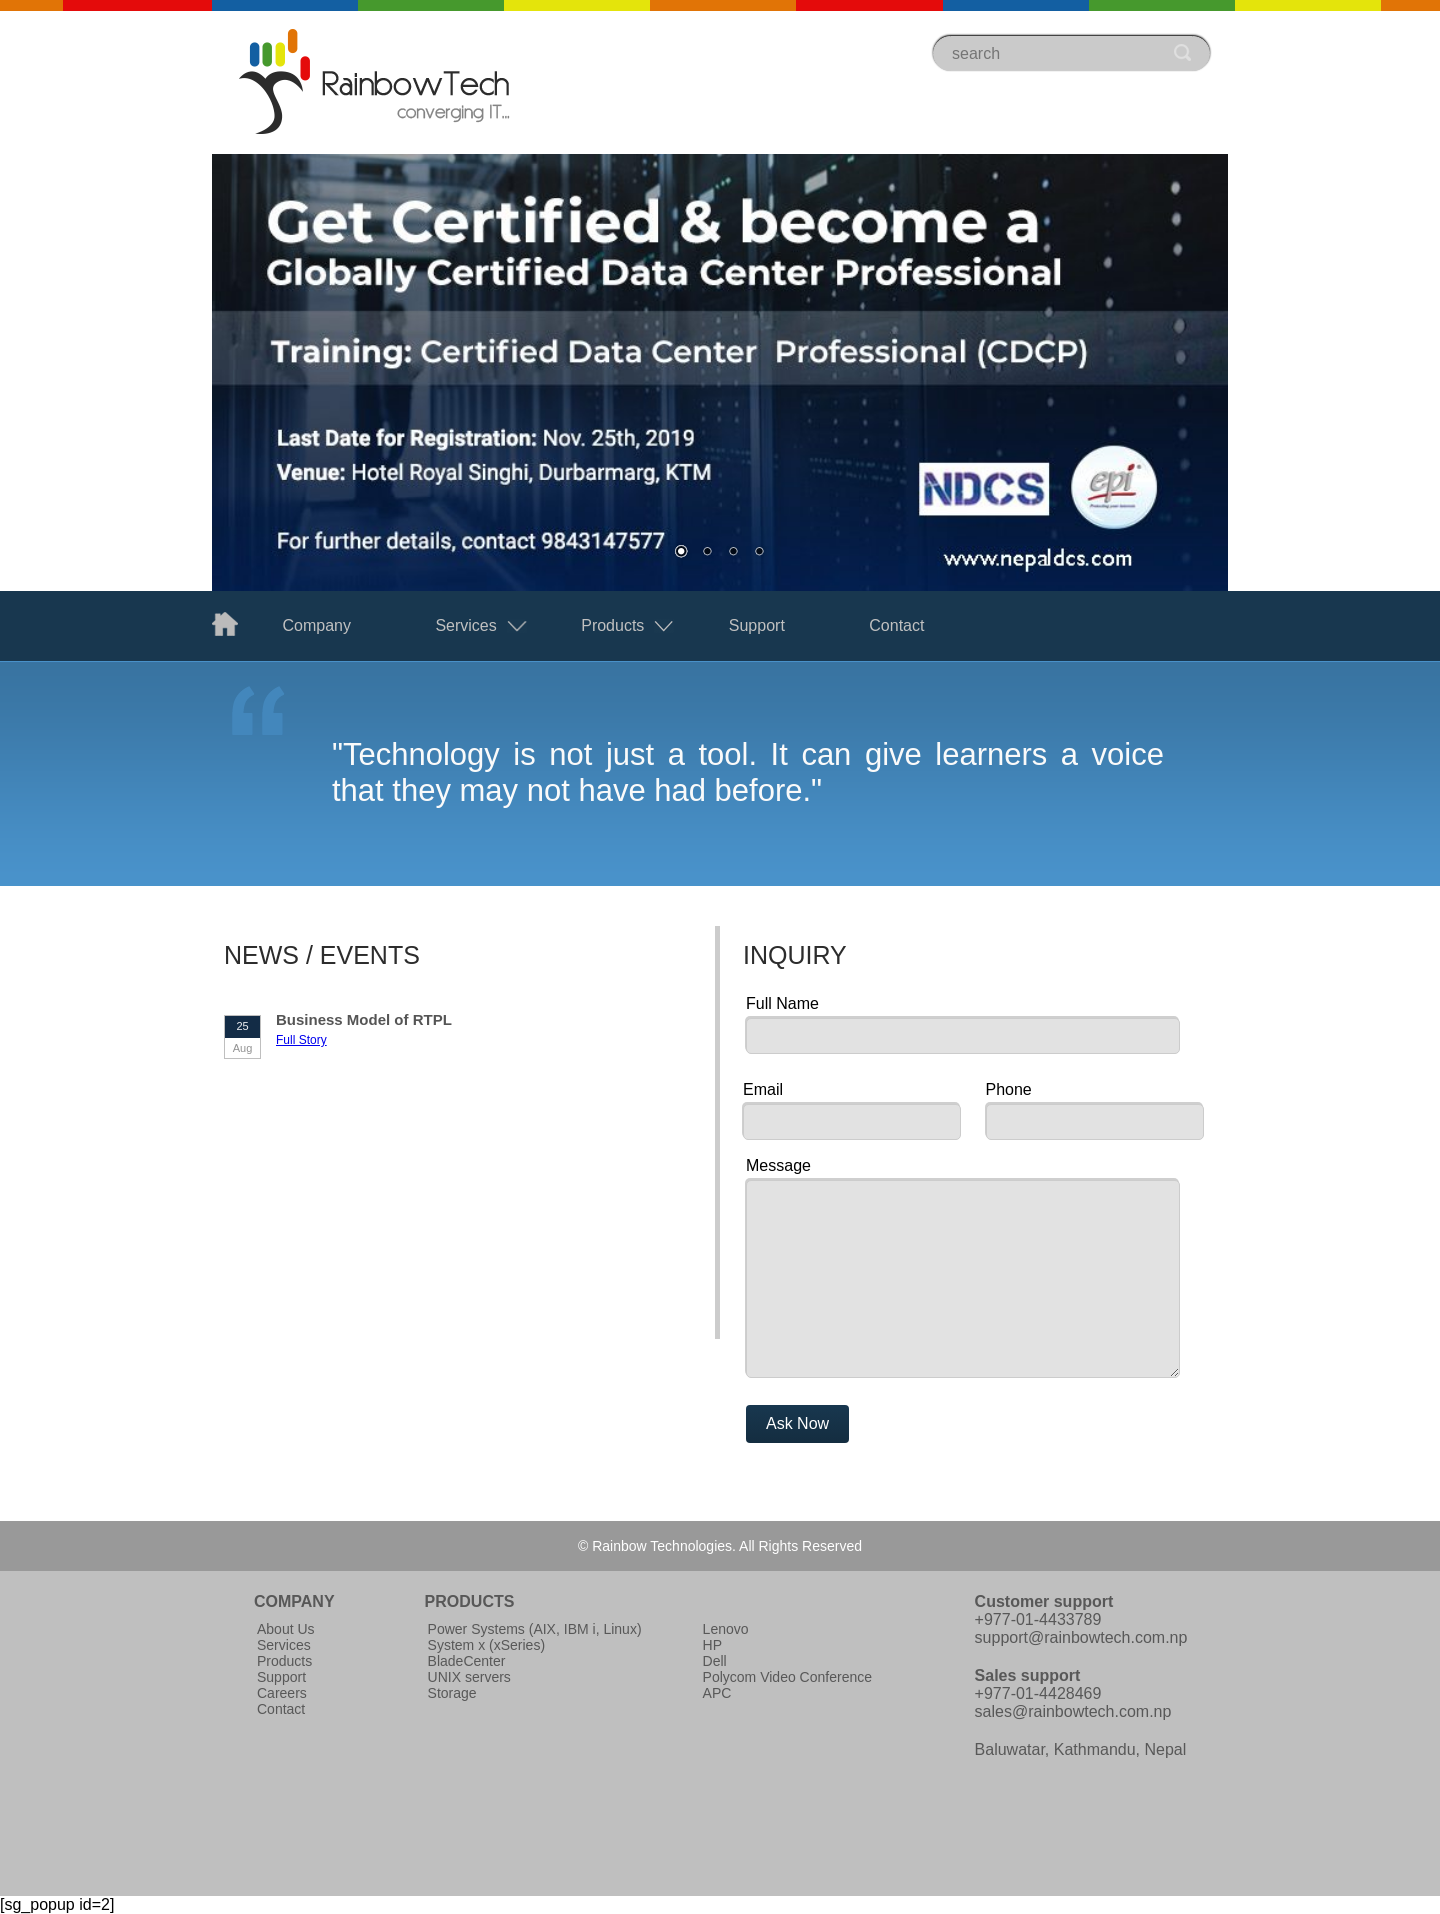 RainbowTech
converging IT...
search
Get Certified & become a
Globally Certified Data Center Professional
Training: Certified Data Center Professional (CDCP)
Last Date for Registration: Nov. 25th, 2019
Venue: Hotel Royal Singhi, Durbarmarg, KTM
NDCS
epi
For further details, contact 9843147577
www.nepaldcs.com
Company
Services
Products
Support
Contact
"Technology is not just a tool. It can give learners a voice
that they may not have had before."
NEWS / EVENTS
25
Aug
Business Model of RTPL
Full Story
INQUIRY
Full Name
Email
Phone
Message
Ask Now
© Rainbow Technologies. All Rights Reserved
COMPANY
About Us
Services
Products
Support
Careers
Contact
PRODUCTS
Power Systems (AIX, IBM i, Linux)
System x (xSeries)
BladeCenter
UNIX servers
Storage
Lenovo
HP
Dell
Polycom Video Conference
APC
Customer support
+977-01-4433789
support@rainbowtech.com.np
Sales support
+977-01-4428469
sales@rainbowtech.com.np
Baluwatar, Kathmandu, Nepal
[sg_popup id=2]